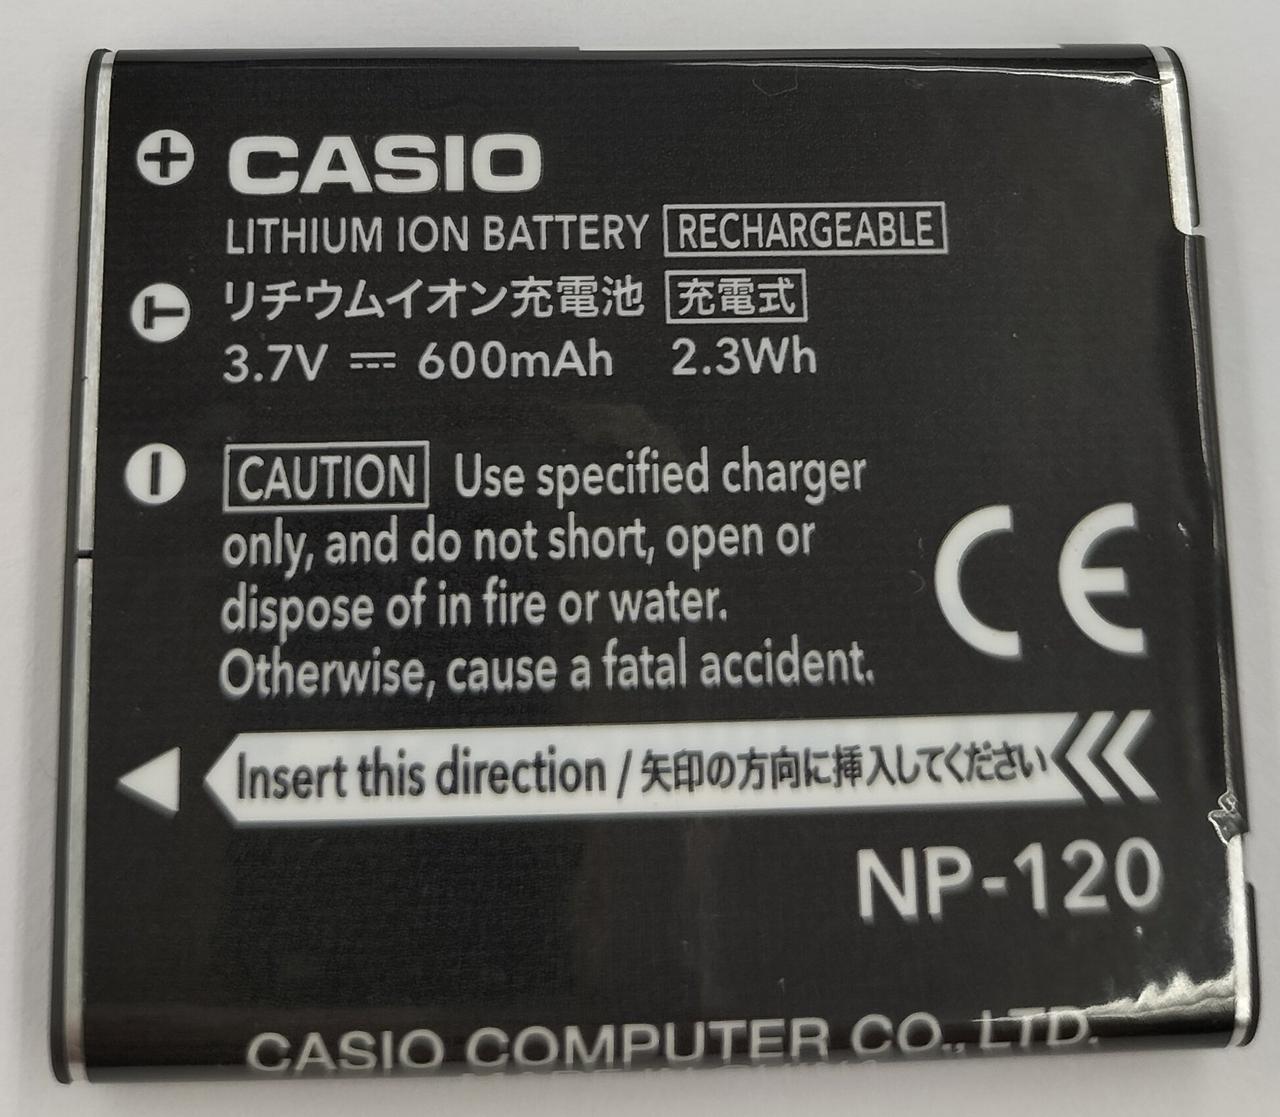 CASIO
LITHIUM ION BATTERY RECHARGEABLE
リチウムイオン充電池 充電式
3.7V ⎓ 600mAh 2.3Wh
CAUTION Use specified charger
only, and do not short, open or
dispose of in fire or water.
Otherwise, cause a fatal accident.
CE
Insert this direction / 矢印の方向に挿入してください
NP-120
CASIO COMPUTER CO., LTD.